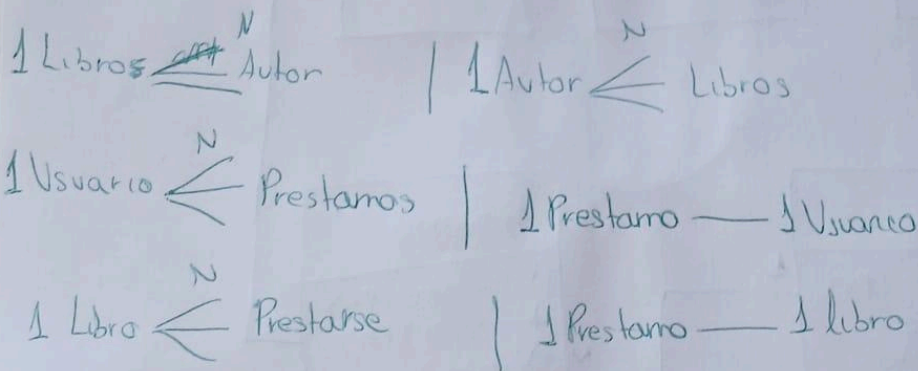 N N
1 Libros Autor | 1 Autor Libros
N
1 Usuario Prestamos | 1 Prestamo — 1 Usuario
N
1 Libro Prestarse | 1 Prestamo — 1 libro